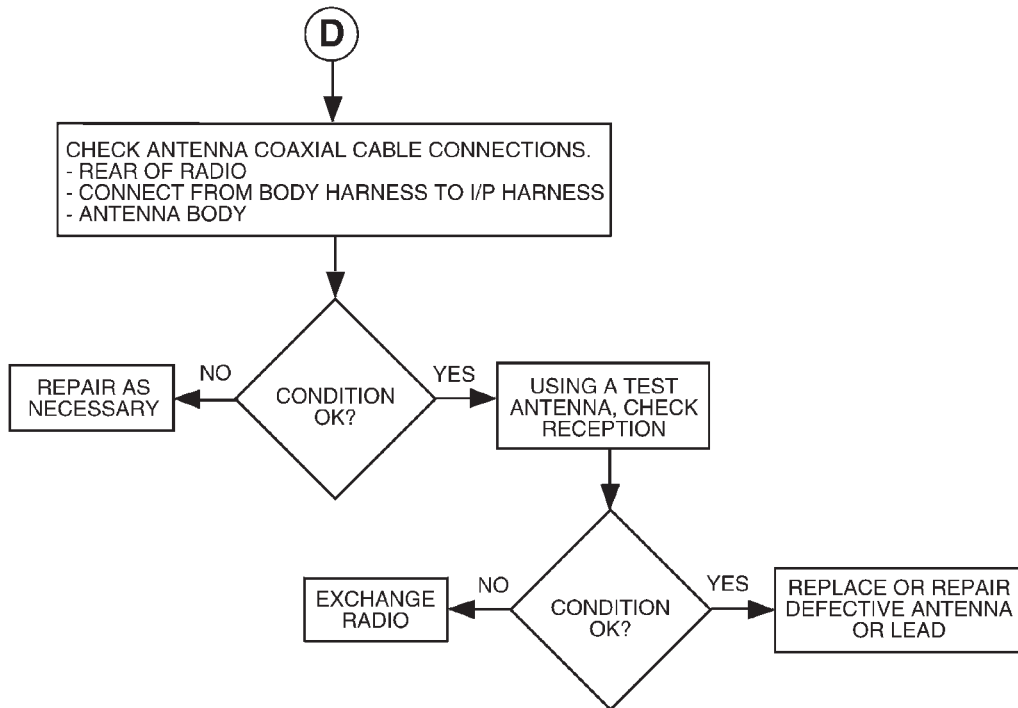 D
CHECK ANTENNA COAXIAL CABLE CONNECTIONS.
- REAR OF RADIO
- CONNECT FROM BODY HARNESS TO I/P HARNESS
- ANTENNA BODY
NO
YES
REPAIR AS
NECESSARY
CONDITION
OK?
USING A TEST
ANTENNA, CHECK
RECEPTION
NO
YES
EXCHANGE
RADIO
CONDITION
OK?
REPLACE OR REPAIR
DEFECTIVE ANTENNA
OR LEAD